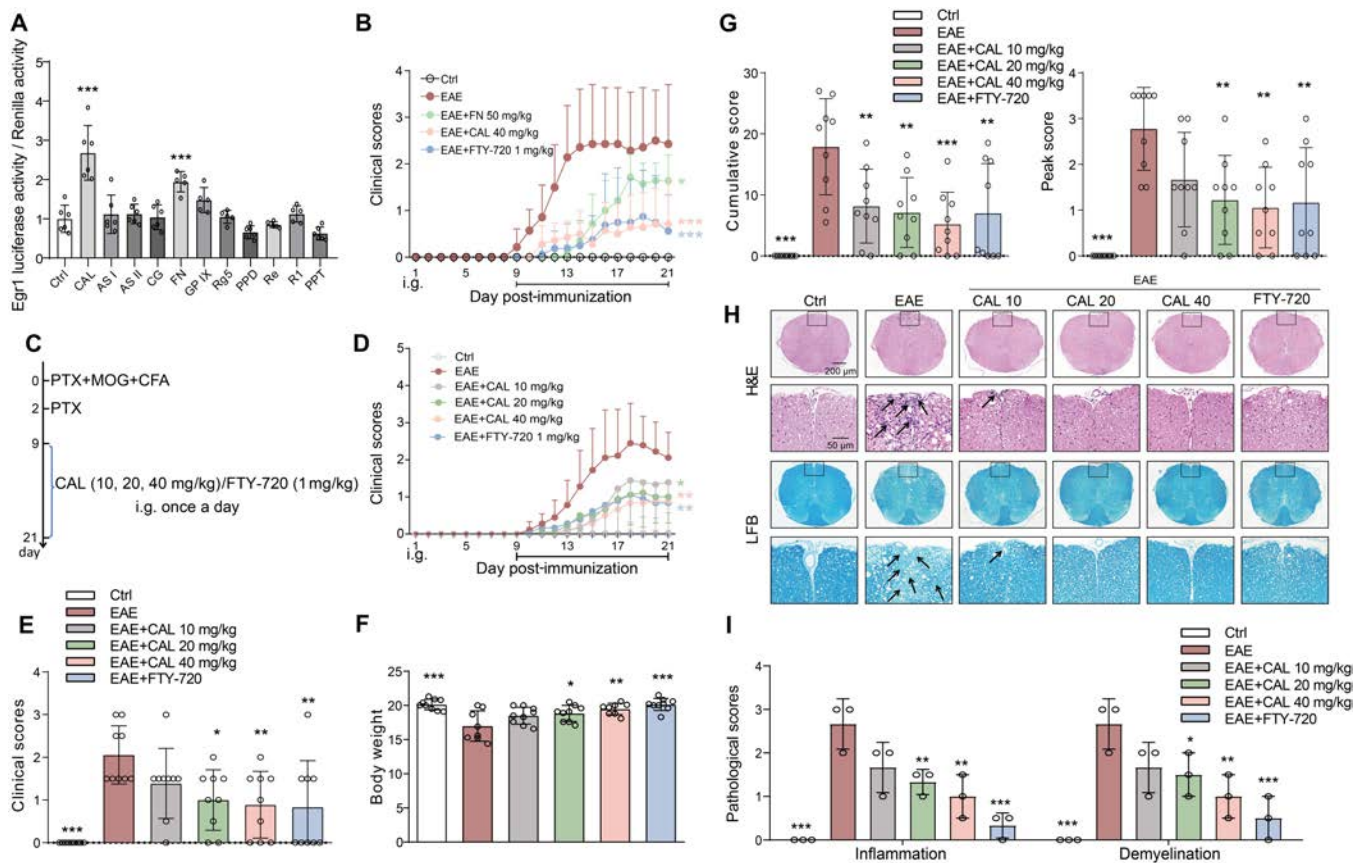 A
Egr1 luciferase activity / Renilla activity
5
4
3
2
1
0
***
***
Ctrl
CAL
AS I
AS II
CG
FN
GP IX
Rg5
PPD
Re
R1
PPT
B
Clinical scores
4
3
2
1
0
Ctrl
EAE
EAE+FN 50 mg/kg
EAE+CAL 40 mg/kg
EAE+FTY-720 1 mg/kg
*
***
***
1 5 9 13 17 21
i.g.
Day post-immunization
C
0 PTX+MOG+CFA
2 PTX
9
CAL (10, 20, 40 mg/kg)/FTY-720 (1mg/kg)
i.g. once a day
21
day
D
Clinical scores
5
4
3
2
1
0
Ctrl
EAE
EAE+CAL 10 mg/kg
EAE+CAL 20 mg/kg
EAE+CAL 40 mg/kg
EAE+FTY-720 1 mg/kg
*
**
**
1 5 9 13 17 21
i.g.
Day post-immunization
E
Ctrl
EAE
EAE+CAL 10 mg/kg
EAE+CAL 20 mg/kg
EAE+CAL 40 mg/kg
EAE+FTY-720
Clinical scores
4
3
2
1
0
*** * ** **
F
Body weight
25
20
15
10
5
0
*** * ** ***
G
Ctrl
EAE
EAE+CAL 10 mg/kg
EAE+CAL 20 mg/kg
EAE+CAL 40 mg/kg
EAE+FTY-720
Cumulative score
30
20
10
0
*** ** ** *** **
Peak score
4
3
2
1
0
*** ** ** **
H
EAE
Ctrl EAE CAL 10 CAL 20 CAL 40 FTY-720
H&E
200 μm
50 μm
LFB
I
Ctrl
EAE
EAE+CAL 10 mg/kg
EAE+CAL 20 mg/kg
EAE+CAL 40 mg/kg
EAE+FTY-720
Pathological scores
4
3
2
1
0
*** ** ** ***
*** * ** ***
Inflammation Demyelination